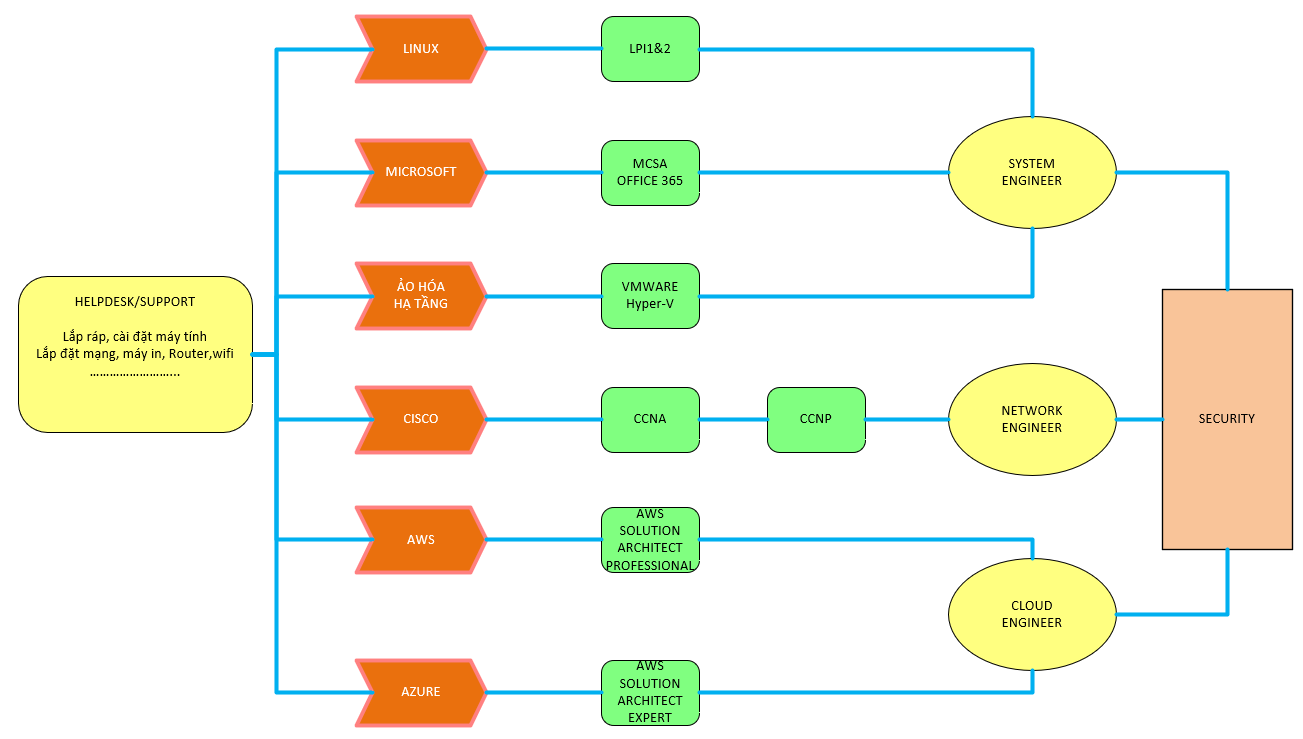 LINUX
LPI1&2
MICROSOFT
MCSA
OFFICE 365
SYSTEM
ENGINEER
ẢO HÓA
HẠ TẦNG
VMWARE
Hyper-V
HELPDESK/SUPPORT
Lắp ráp, cài đặt máy tính
Lắp đặt mạng, máy in, Router,wifi
……………………...
CISCO
CCNA
CCNP
NETWORK
ENGINEER
SECURITY
AWS
AWS
SOLUTION
ARCHITECT
PROFESSIONAL
CLOUD
ENGINEER
AZURE
AWS
SOLUTION
ARCHITECT
EXPERT